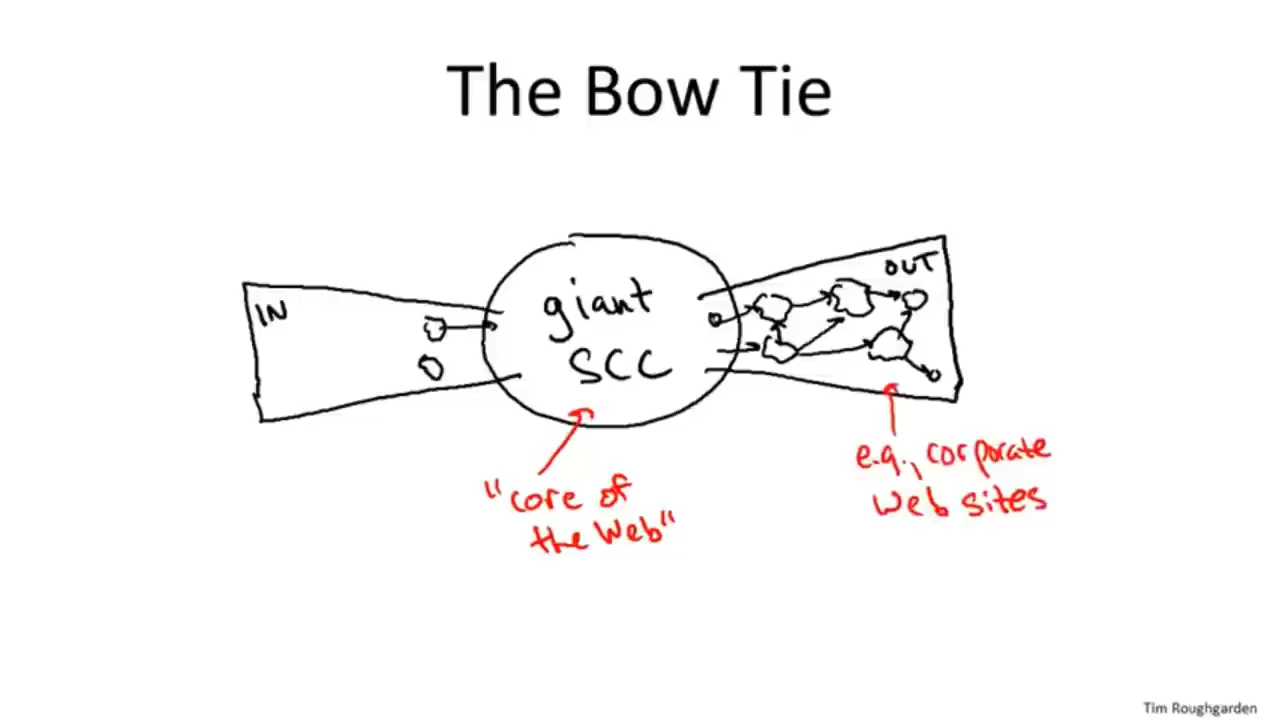 The Bow Tie
IN
giant
SCC
OUT
"core of
the Web"
e.g., corporate
web sites
Tim Roughgarden